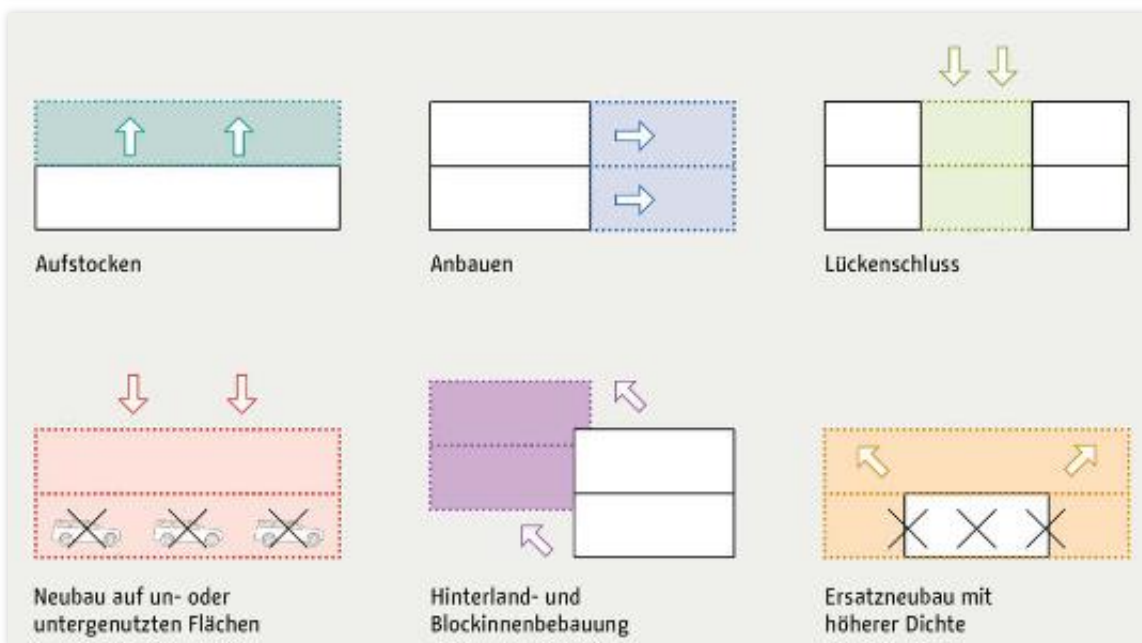 Aufstocken
Anbauen
Lückenschluss
Neubau auf un- oder
untergenutzten Flächen
Hinterland- und
Blockinnenbebauung
Ersatzneubau mit
höherer Dichte